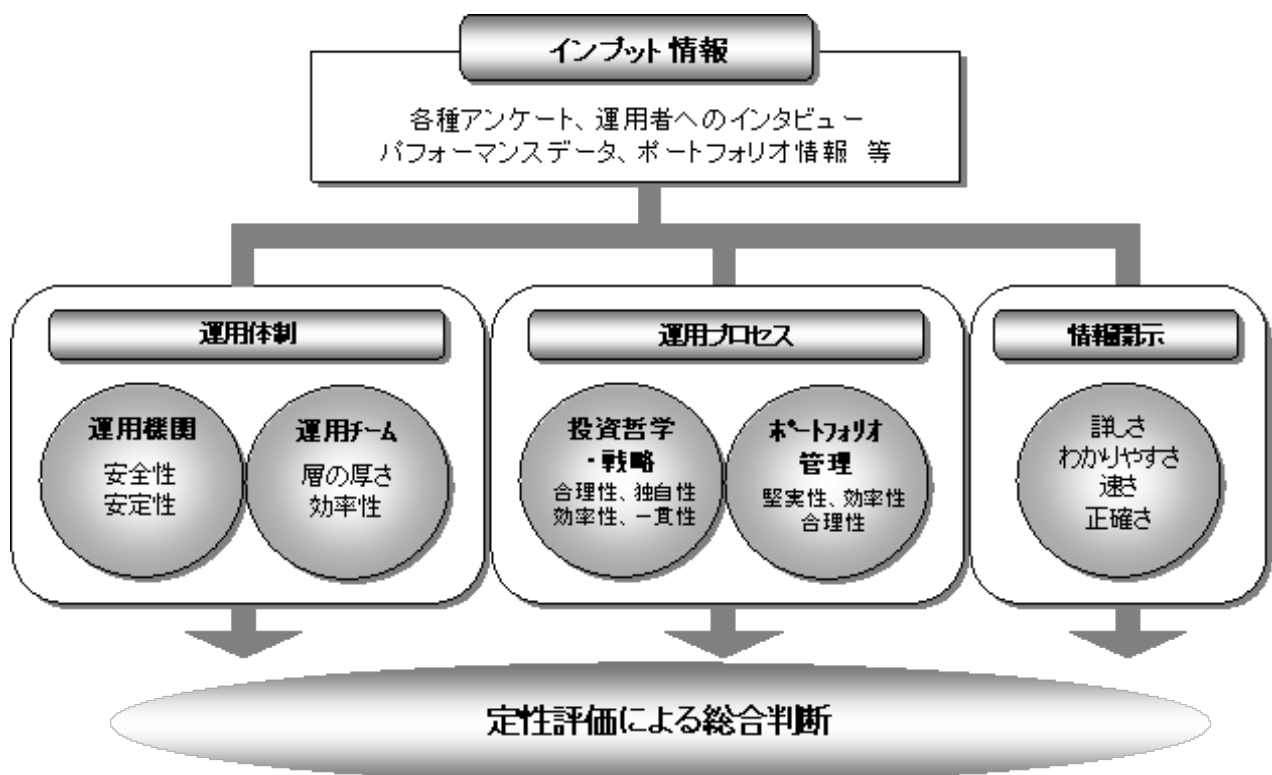 インプット情報
各種アンケート、運用者へのインタビュー
パフォーマンスデータ、ポートフォリオ情報 等
運用体制
運用機関
安全性
安定性
運用チーム
層の厚さ
効率性
運用プロセス
投資哲学
・戦略
合理性、独自性
効率性、一貫性
ポートフォリオ
管理
堅実性、効率性
合理性
情報開示
詳しさ
わかりやすさ
速さ
正確さ
定性評価による総合判断